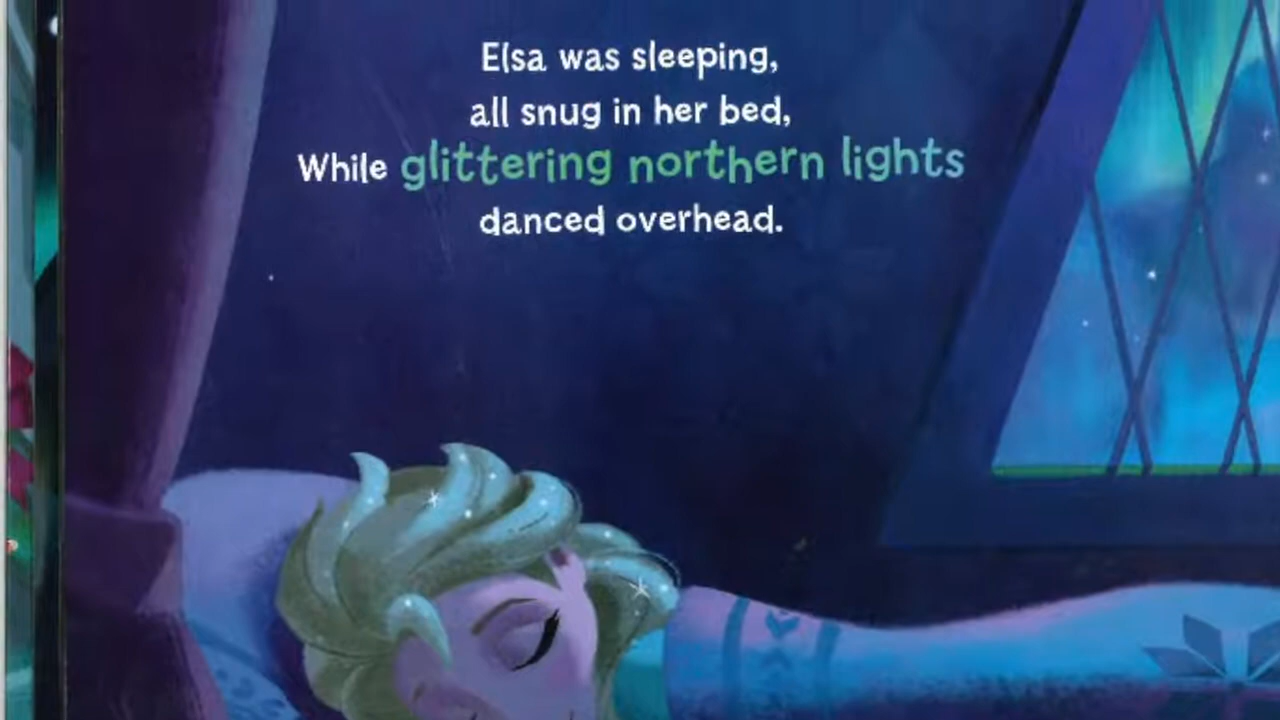 Elsa was sleeping,
all snug in her bed,
While glittering northern lights
danced overhead.